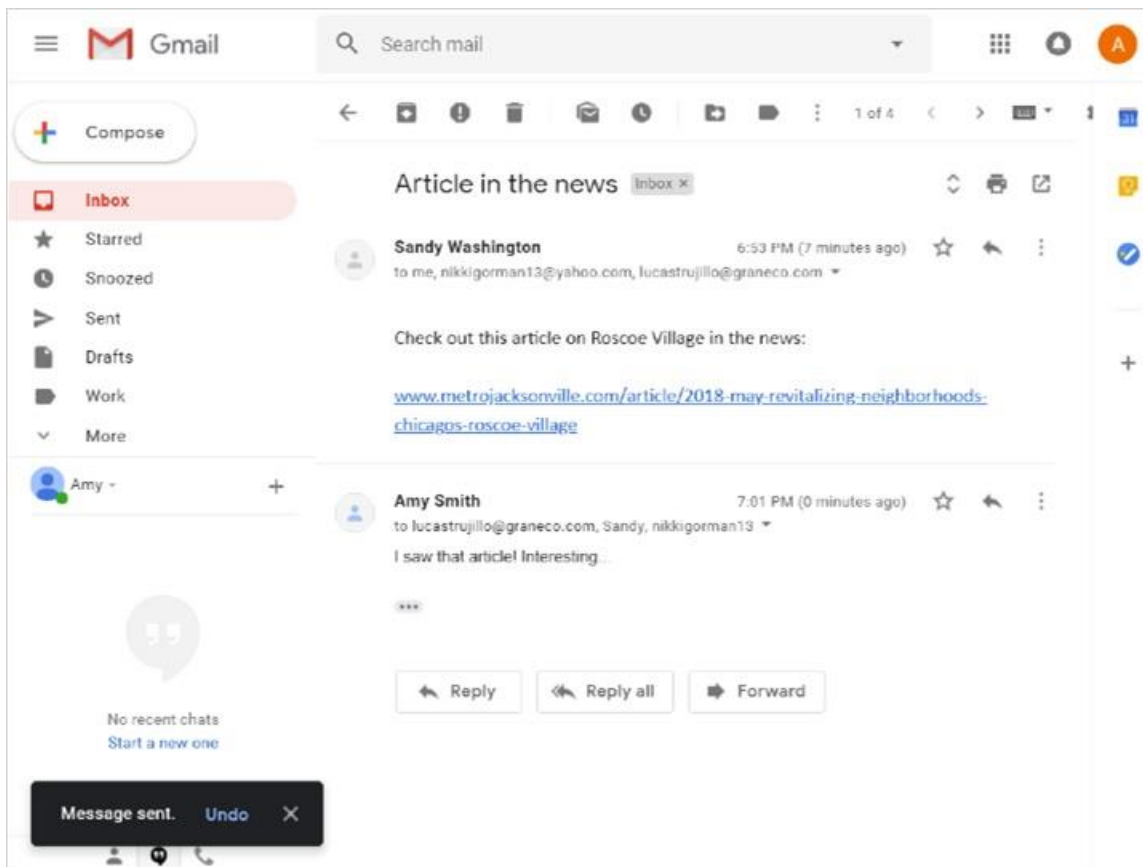 Gmail
Search mail
A
Compose
1 of 4
31
Article in the news Inbox ×
Inbox
Starred
Snoozed
Sent
Drafts
Work
More
Amy
Sandy Washington 6:53 PM (7 minutes ago)
to me, nikkigorman13@yahoo.com, lucastrujillo@graneco.com
Check out this article on Roscoe Village in the news:
www.metrojacksonville.com/article/2018-may-revitalizing-neighborhoods-
chicagos-roscoe-village
Amy Smith 7:01 PM (0 minutes ago)
to lucastrujillo@graneco.com, Sandy, nikkigorman13
I saw that article! Interesting...
Reply Reply all Forward
No recent chats
Start a new one
Message sent. Undo